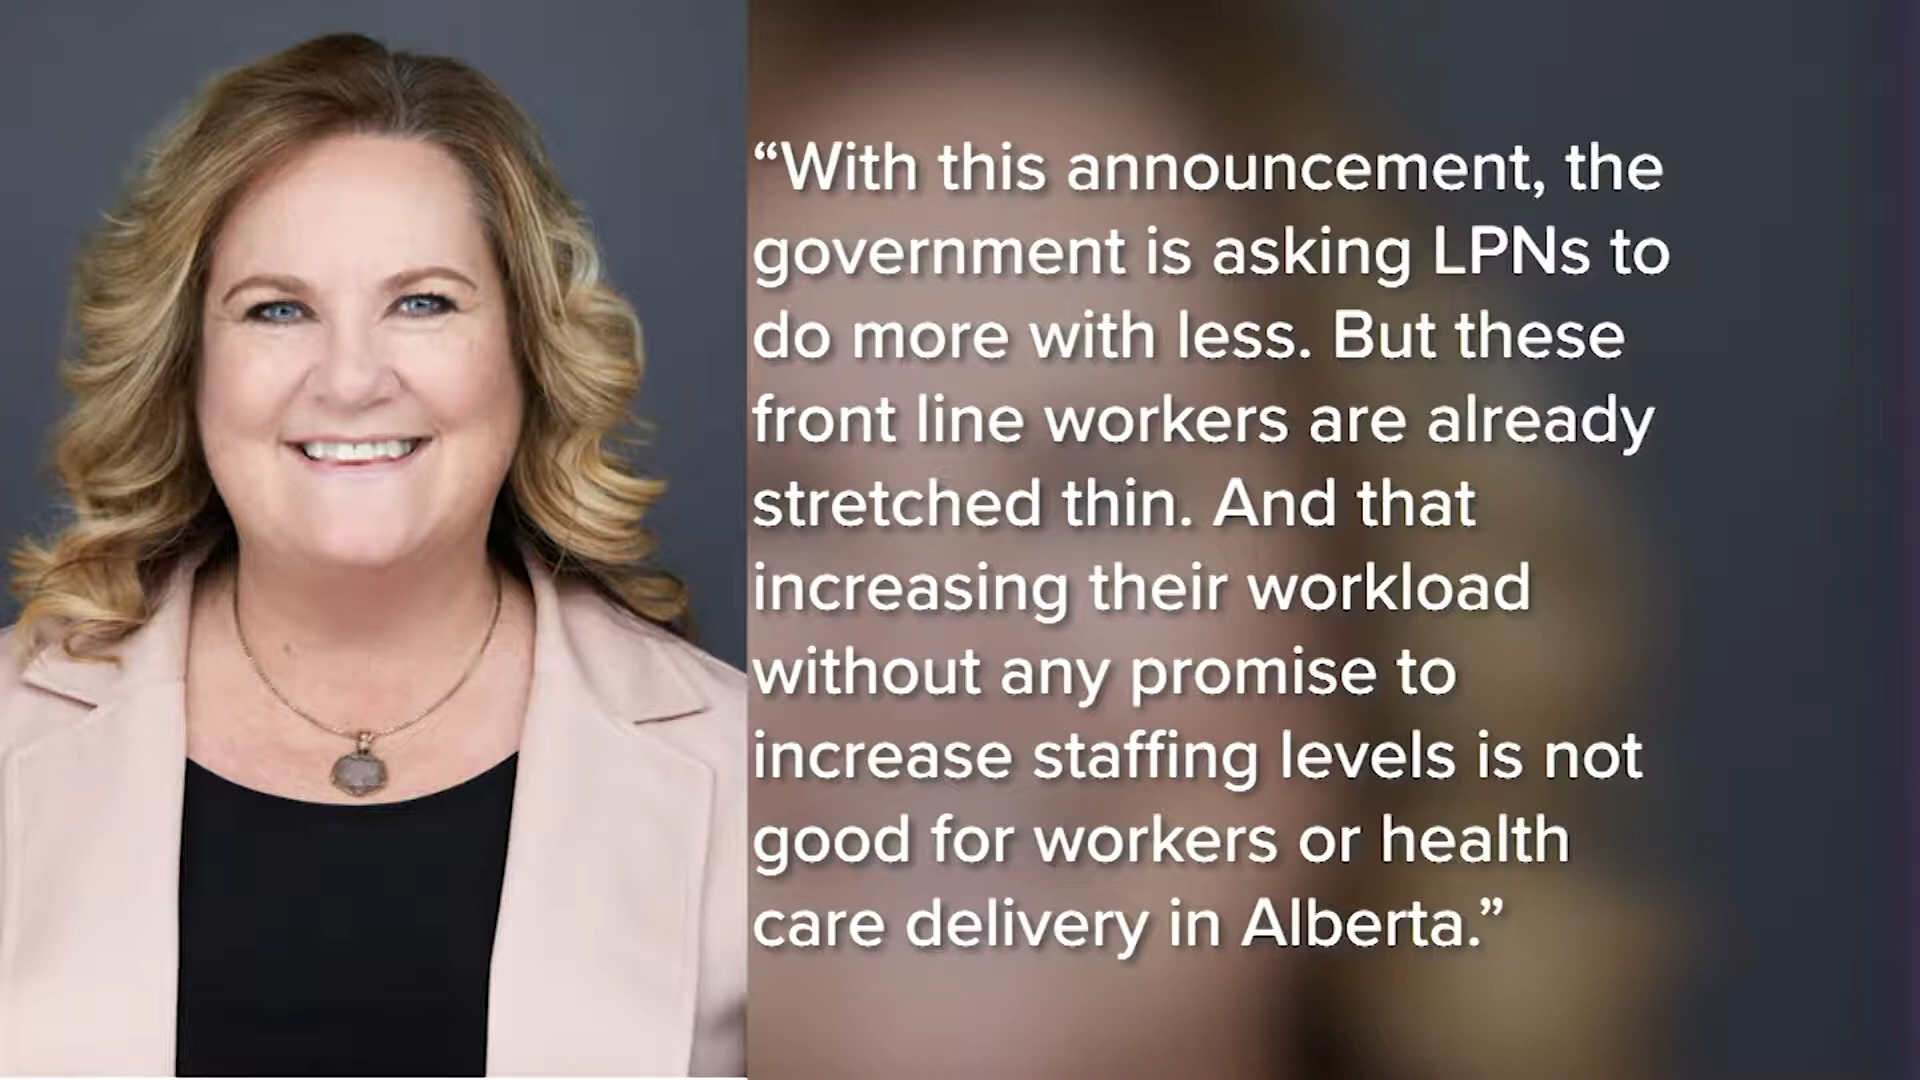 “With this announcement, the
government is asking LPNs to
do more with less. But these
front line workers are already
stretched thin. And that
increasing their workload
without any promise to
increase staffing levels is not
good for workers or health
care delivery in Alberta.”